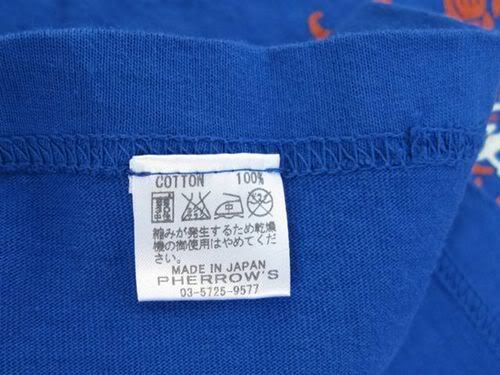 COTTON 100%
縮みが発生するため乾燥
機の御使用はやめてください。
MADE IN JAPAN
PHERROW'S
03-5725-9577